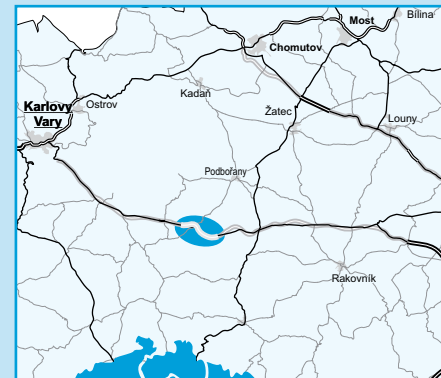 Bílina
Most
Chomutov
Kadaň
Ostrov
Karlovy
Vary
Žatec
Louny
Podbořany
Rakovník